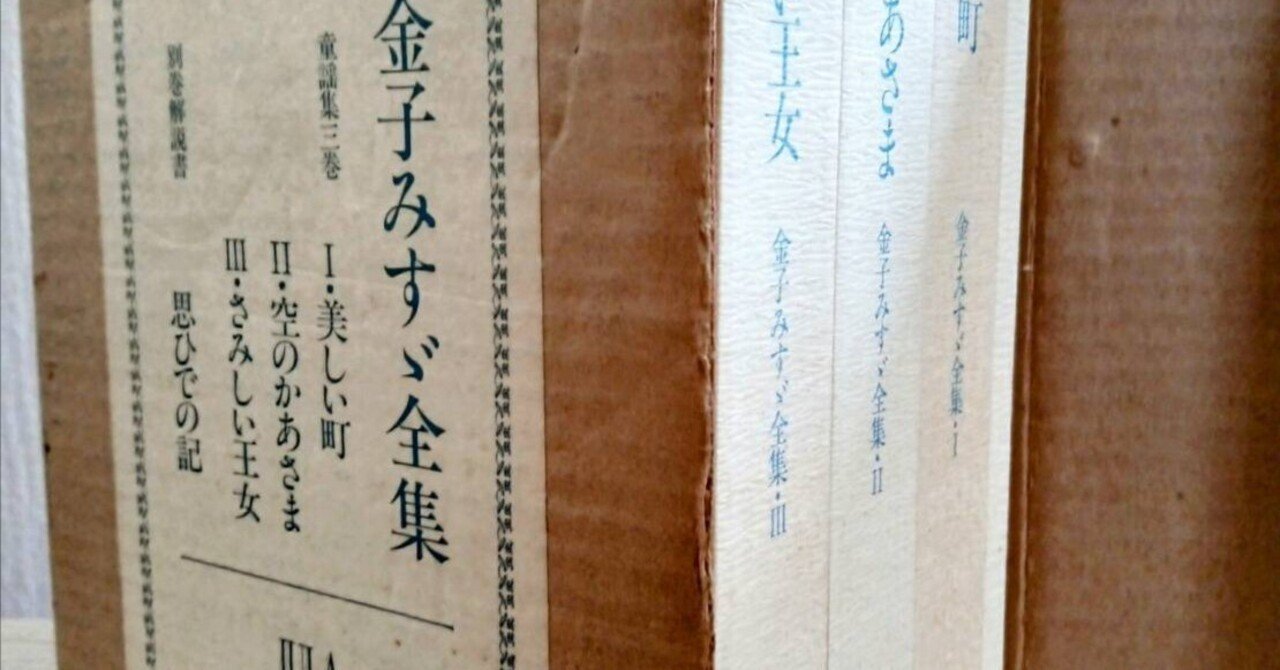 金子みすゞ全集
童謡集三巻
I・美しい町
II・空のかあさま
III・さみしい王女
別巻解説書
思ひでの記
町
金子みすゞ全集・I
あさま
金子みすゞ全集・II
い王女
金子みすゞ全集・III